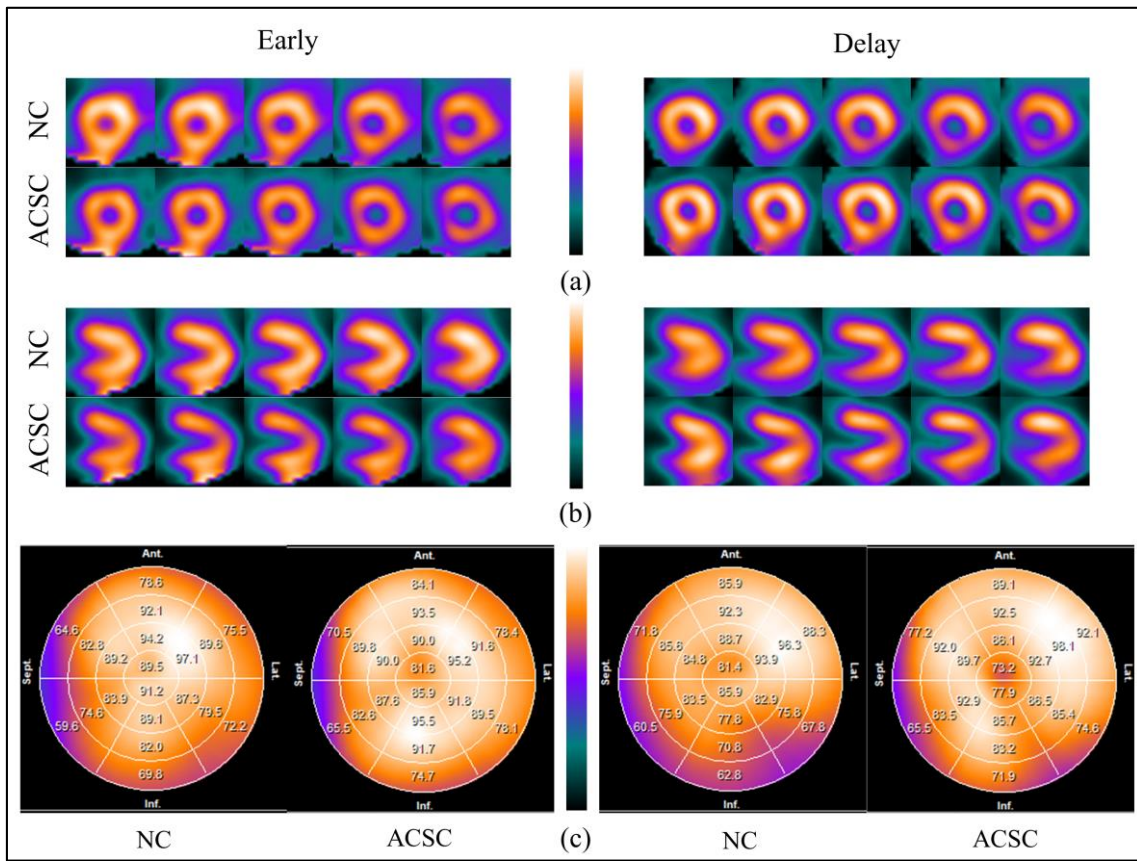 Early
Delay
NC
ACSC
(a)
NC
ACSC
(b)
Ant.
78.6
92.1
64.6 82.8 94.2 89.6 75.5
89.2 97.1
Sept. 89.5 Lat.
91.2
83.9 87.3
59.6 74.6 89.1 79.5 72.2
82.0
69.8
Inf.
Ant.
84.1
93.5
70.5 89.8 90.0 91.6 78.4
90.0 95.2
Sept. 81.6 Lat.
85.9
87.6 91.8
65.5 82.6 95.5 89.5 78.1
91.7
74.7
Inf.
Ant.
85.9
92.3
71.8 85.6 88.7 96.3 88.3
84.8 93.9
Sept. 81.4 Lat.
85.9
83.5 82.9
60.5 75.9 77.8 75.8 67.8
70.8
62.8
Inf.
Ant.
89.1
92.5
77.2 92.0 86.1 98.1 92.1
89.7 92.7
Sept. 73.2 Lat.
77.9
92.9 86.5
65.5 83.5 85.7 85.4 74.6
83.2
71.9
Inf.
NC
ACSC
(c)
NC
ACSC